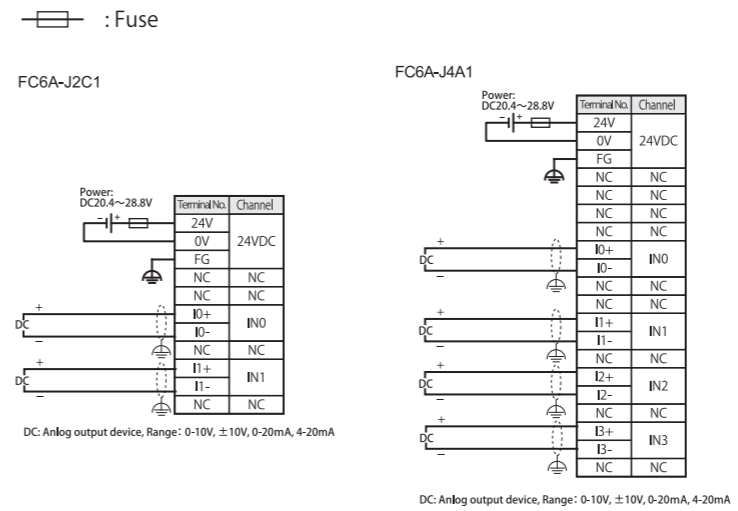 : Fuse
FC6A-J2C1
Power:
DC20.4～28.8V
- +
Terminal No. Channel
24V
0V 24VDC
FG
NC NC
NC NC
+ I0+
DC IN0
- I0-
NC NC
+ I1+
DC IN1
- I1-
NC NC
DC: Anlog output device, Range: 0-10V, ±10V, 0-20mA, 4-20mA
FC6A-J4A1
Power:
DC20.4～28.8V
- +
Terminal No. Channel
24V
0V 24VDC
FG
NC NC
NC NC
NC NC
NC NC
+ I0+
DC IN0
- I0-
NC NC
NC NC
+ I1+
DC IN1
- I1-
NC NC
+ I2+
DC IN2
- I2-
NC NC
+ I3+
DC IN3
- I3-
NC NC
DC: Anlog output device, Range: 0-10V, ±10V, 0-20mA, 4-20mA